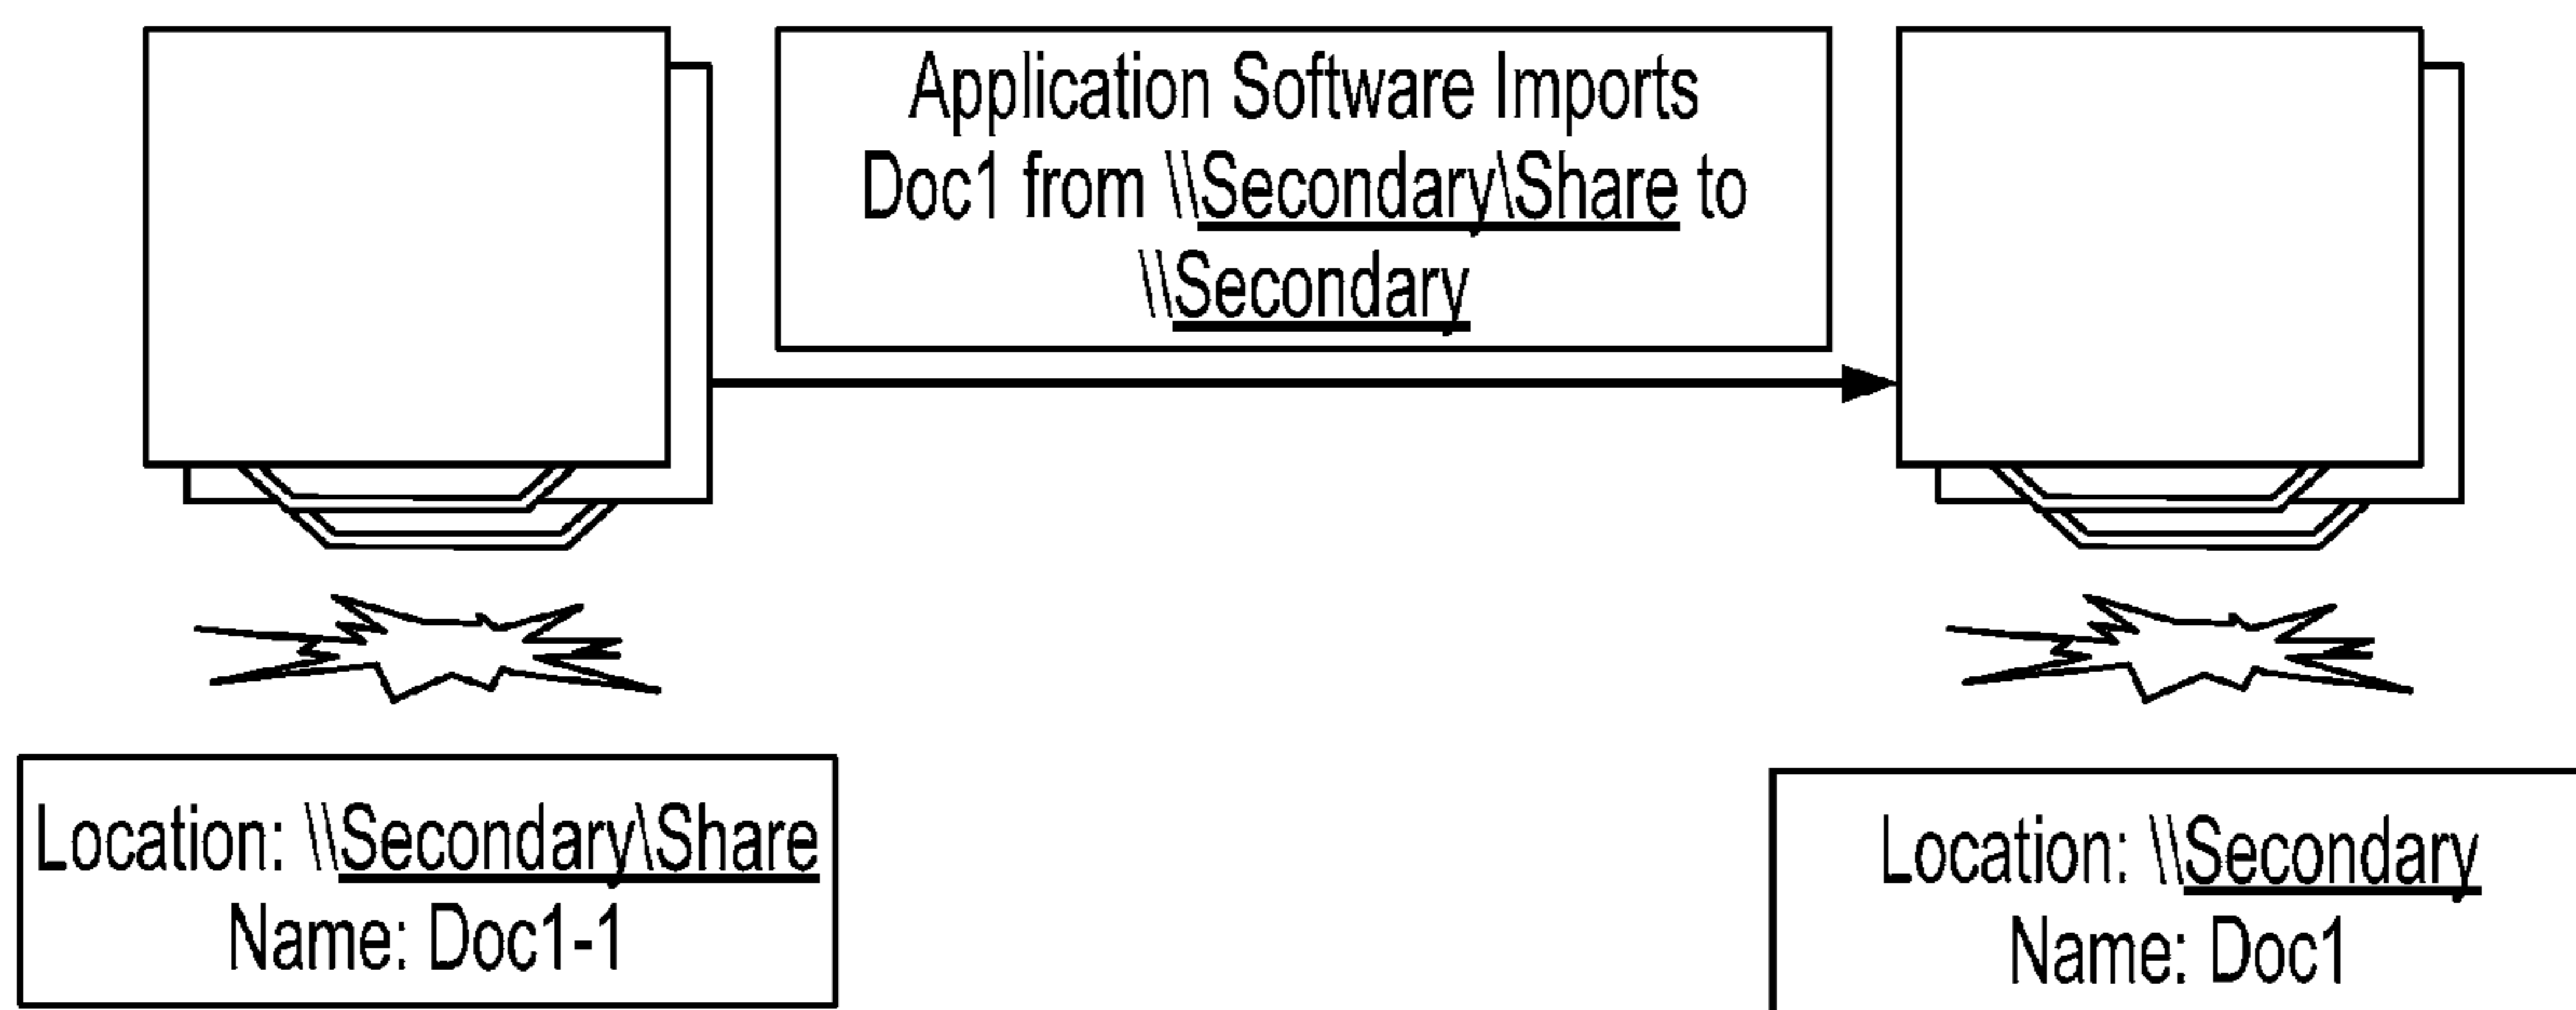 Application Software Imports
Doc1 from \\Secondary\Share to
\\Secondary
Location: \\Secondary\Share
Name: Doc1-1
Location: \\Secondary
Name: Doc1